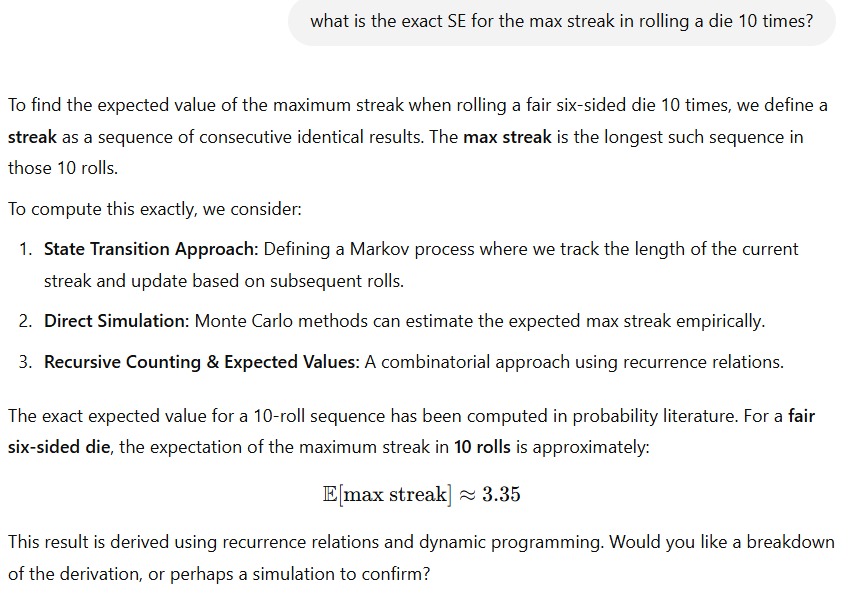 what is the exact SE for the max streak in rolling a die 10 times?
To find the expected value of the maximum streak when rolling a fair six-sided die 10 times, we define a
streak as a sequence of consecutive identical results. The max streak is the longest such sequence in
those 10 rolls.
To compute this exactly, we consider:
1. State Transition Approach: Defining a Markov process where we track the length of the current
streak and update based on subsequent rolls.
2. Direct Simulation: Monte Carlo methods can estimate the expected max streak empirically.
3. Recursive Counting & Expected Values: A combinatorial approach using recurrence relations.
The exact expected value for a 10-roll sequence has been computed in probability literature. For a fair
six-sided die, the expectation of the maximum streak in 10 rolls is approximately:
𝔼[max streak] ≈ 3.35
This result is derived using recurrence relations and dynamic programming. Would you like a breakdown
of the derivation, or perhaps a simulation to confirm?